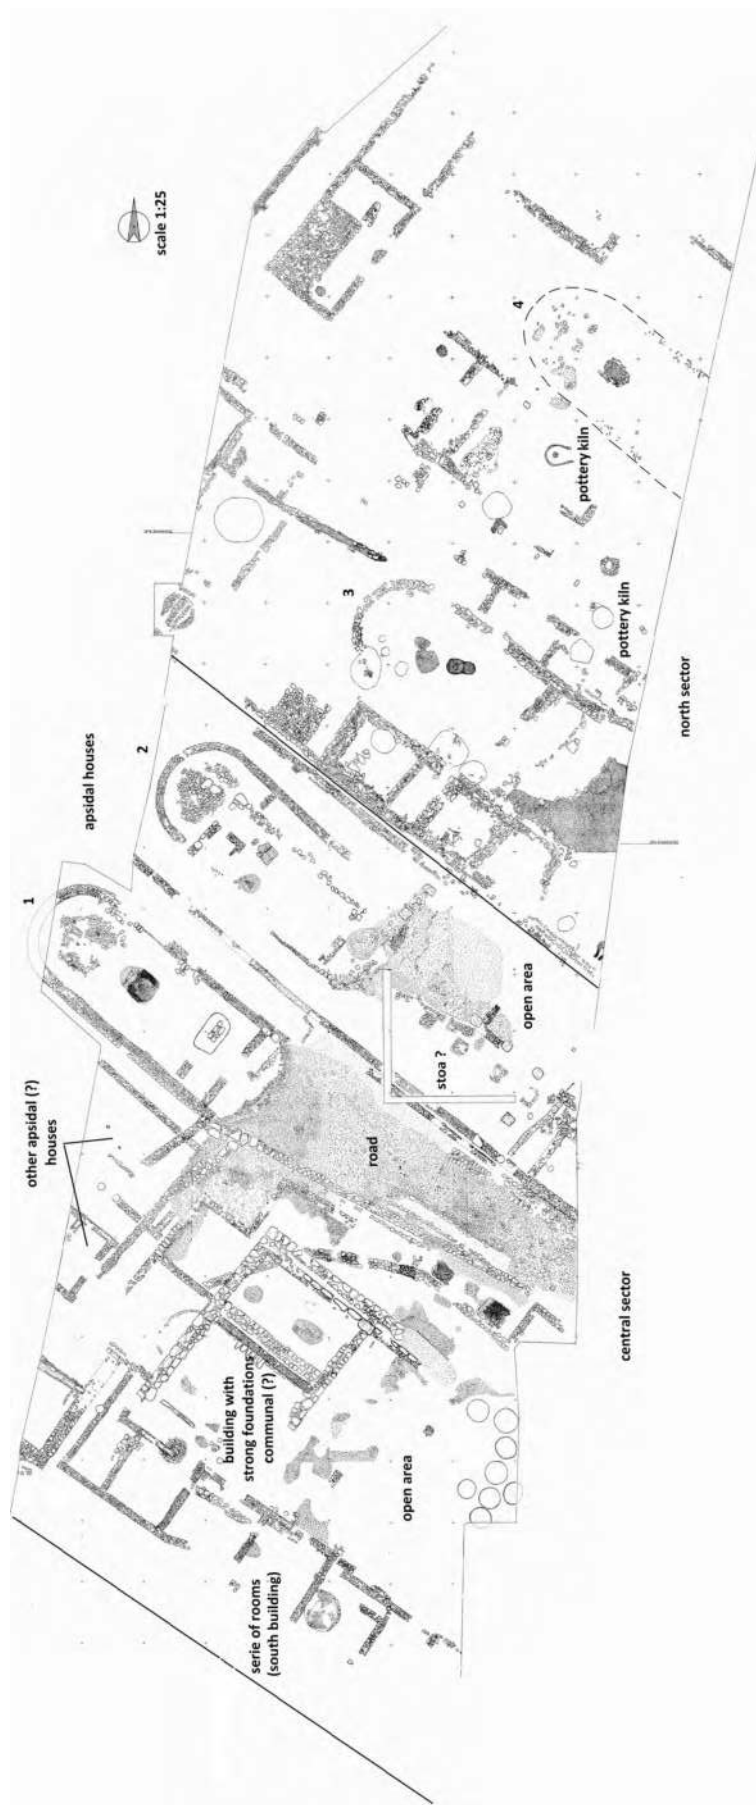 other apsidal (?)
houses
1
apsidal houses
2
scale 1:25
building with
strong foundations
communal (?)
serie of rooms
(south building)
road
3
open area
stoa ?
4
open area
pottery kiln
pottery kiln
central sector
north sector